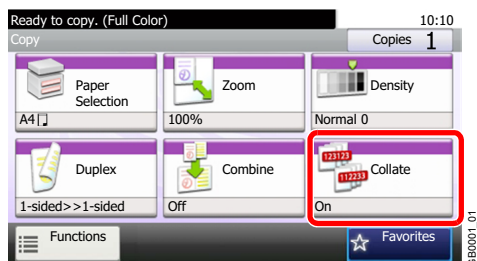 Ready to copy. (Full Color)
10:10
Copy
Copies 1
Paper
Selection
A4
Zoom
100%
Density
Normal 0
Duplex
1-sided>>1-sided
Combine
Off
123123
112233
Collate
On
Functions
Favorites
GB0001_01